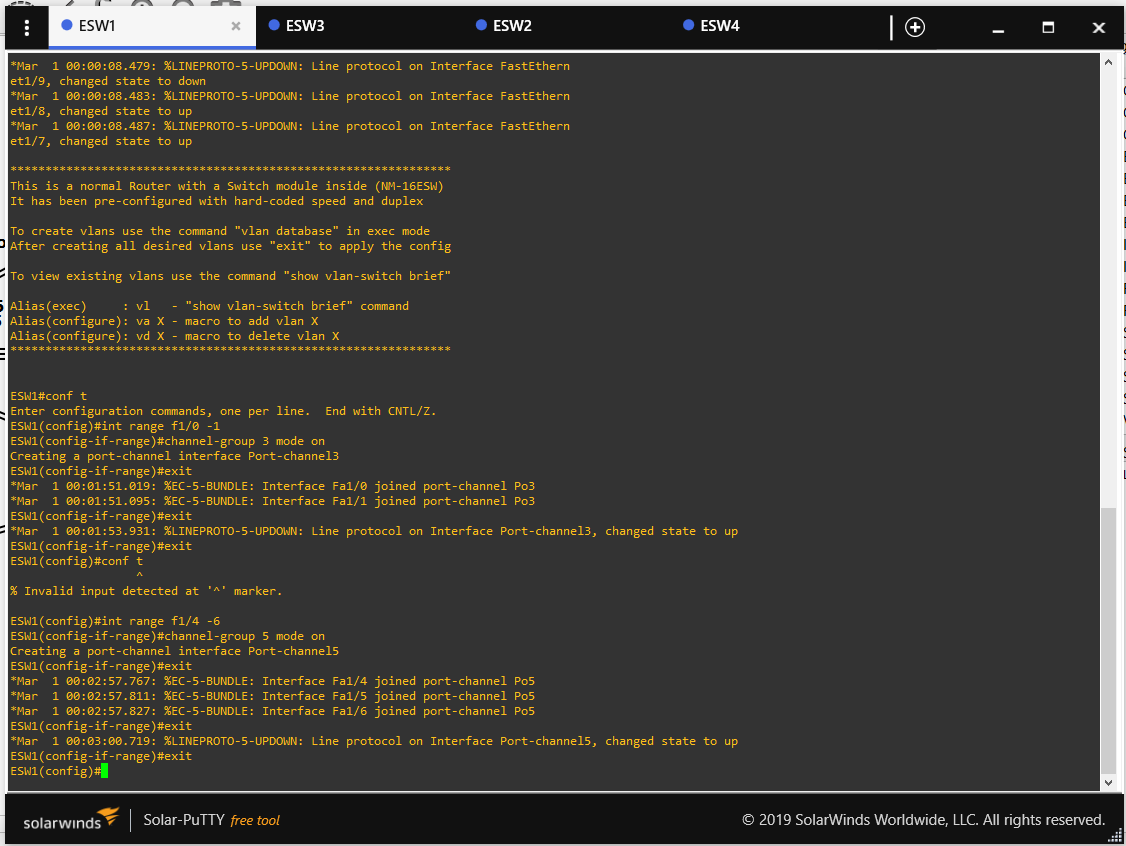 ESW1
ESW3
ESW2
ESW4
*Mar  1 00:00:08.479: %LINEPROTO-5-UPDOWN: Line protocol on Interface FastEthern
et1/9, changed state to down
*Mar  1 00:00:08.483: %LINEPROTO-5-UPDOWN: Line protocol on Interface FastEthern
et1/8, changed state to up
*Mar  1 00:00:08.487: %LINEPROTO-5-UPDOWN: Line protocol on Interface FastEthern
et1/7, changed state to up
***************************************************************
This is a normal Router with a Switch module inside (NM-16ESW)
It has been pre-configured with hard-coded speed and duplex
To create vlans use the command "vlan database" in exec mode
After creating all desired vlans use "exit" to apply the config
To view existing vlans use the command "show vlan-switch brief"
Alias(exec)     : vl   - "show vlan-switch brief" command
Alias(configure): va X - macro to add vlan X
Alias(configure): vd X - macro to delete vlan X
***************************************************************
ESW1#conf t
Enter configuration commands, one per line.  End with CNTL/Z.
ESW1(config)#int range f1/0 -1
ESW1(config-if-range)#channel-group 3 mode on
Creating a port-channel interface Port-channel3
ESW1(config-if-range)#exit
*Mar  1 00:01:51.019: %EC-5-BUNDLE: Interface Fa1/0 joined port-channel Po3
*Mar  1 00:01:51.095: %EC-5-BUNDLE: Interface Fa1/1 joined port-channel Po3
ESW1(config-if-range)#exit
*Mar  1 00:01:53.931: %LINEPROTO-5-UPDOWN: Line protocol on Interface Port-channel3, changed state to up
ESW1(config-if-range)#exit
ESW1(config)#conf t
                  ^
% Invalid input detected at '^' marker.
ESW1(config)#int range f1/4 -6
ESW1(config-if-range)#channel-group 5 mode on
Creating a port-channel interface Port-channel5
ESW1(config-if-range)#exit
*Mar  1 00:02:57.767: %EC-5-BUNDLE: Interface Fa1/4 joined port-channel Po5
*Mar  1 00:02:57.811: %EC-5-BUNDLE: Interface Fa1/5 joined port-channel Po5
*Mar  1 00:02:57.827: %EC-5-BUNDLE: Interface Fa1/6 joined port-channel Po5
ESW1(config-if-range)#exit
*Mar  1 00:03:00.719: %LINEPROTO-5-UPDOWN: Line protocol on Interface Port-channel5, changed state to up
ESW1(config-if-range)#exit
ESW1(config)#
solarwinds
Solar-PuTTY free tool
© 2019 SolarWinds Worldwide, LLC. All rights reserved.